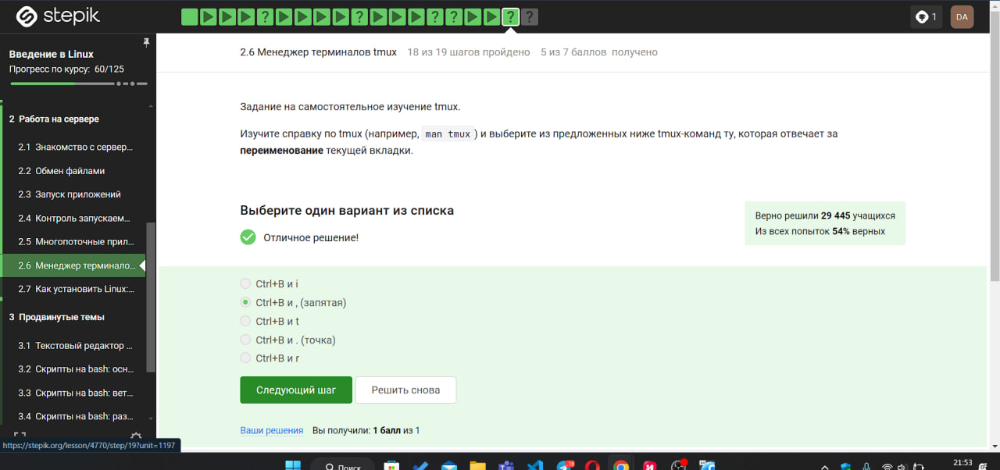 stepik
1
DA
Введение в Linux
Прогресс по курсу: 60/125
2 Работа на сервере
2.1 Знакомство с сервер...
2.2 Обмен файлами
2.3 Запуск приложений
2.4 Контроль запускаем...
2.5 Многопоточные прил...
2.6 Менеджер терминало...
2.7 Как установить Linux:...
3 Продвинутые темы
3.1 Текстовый редактор ...
3.2 Скрипты на bash: осн...
3.3 Скрипты на bash: вет...
3.4 Скрипты на bash: раз...
https://stepik.org/lesson/4770/step/19?unit=1197
2.6 Менеджер терминалов tmux 18 из 19 шагов пройдено 5 из 7 баллов получено
Задание на самостоятельное изучение tmux.
Изучите справку по tmux (например, man tmux ) и выберите из предложенных ниже tmux-команд ту, которая отвечает за
переименование текущей вкладки.
Выберите один вариант из списка
Отличное решение!
Верно решили 29 445 учащихся
Из всех попыток 54% верных
Ctrl+B и i
Ctrl+B и , (запятая)
Ctrl+B и t
Ctrl+B и . (точка)
Ctrl+B и r
Следующий шаг
Решить снова
Ваши решения Вы получили: 1 балл из 1
Поиск
21:53